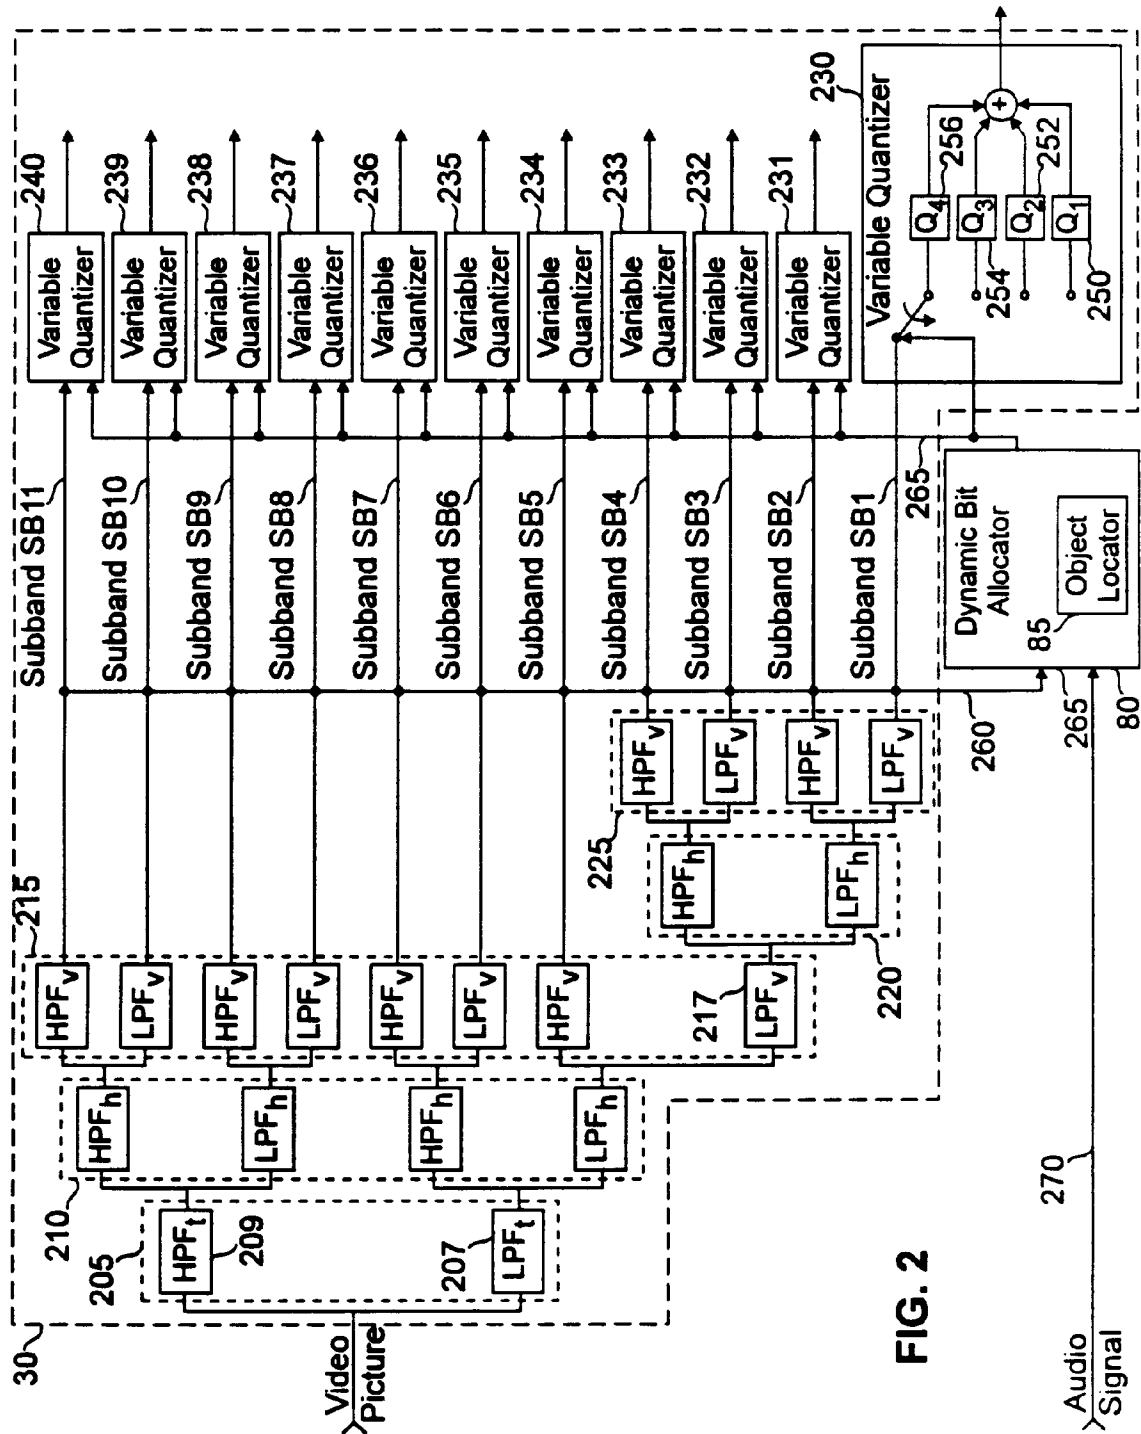 30
Video
Picture
205
HPFt
209
207
LPFt
210
HPFh
LPFh
HPFh
LPFh
215
HPFv
LPFv
HPFv
LPFv
HPFv
LPFv
HPFv
217
LPFv
220
HPFh
LPFh
225
HPFv
LPFv
HPFv
LPFv
260
Subband SB11
Subband SB10
Subband SB9
Subband SB8
Subband SB7
Subband SB6
Subband SB5
Subband SB4
Subband SB3
Subband SB2
Subband SB1
265
Variable
Quantizer
240
Variable
Quantizer
239
Variable
Quantizer
238
Variable
Quantizer
237
Variable
Quantizer
236
Variable
Quantizer
235
Variable
Quantizer
234
Variable
Quantizer
233
Variable
Quantizer
232
Variable
Quantizer
231
Variable Quantizer
230
Q4
256
Q3
254
Q2
252
Q1
250
+
Dynamic Bit
Allocator
85
Object
Locator
265
80
270
Audio
Signal
FIG. 2